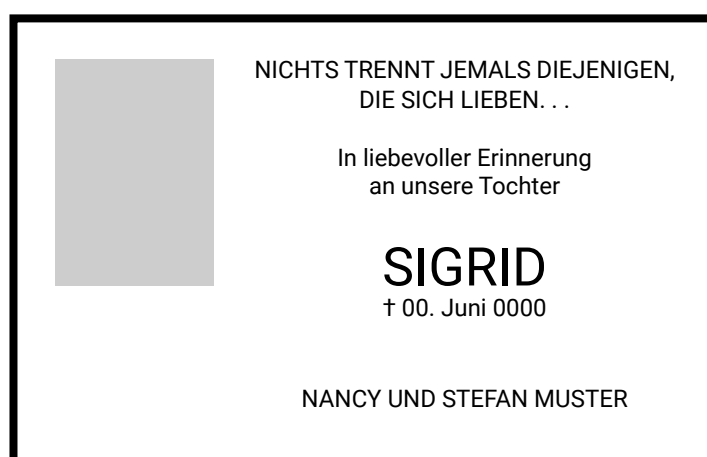 NICHTS TRENNT JEMALS DIEJENIGEN,
DIE SICH LIEBEN. . .
In liebevoller Erinnerung
an unsere Tochter
SIGRID
† 00. Juni 0000
NANCY UND STEFAN MUSTER